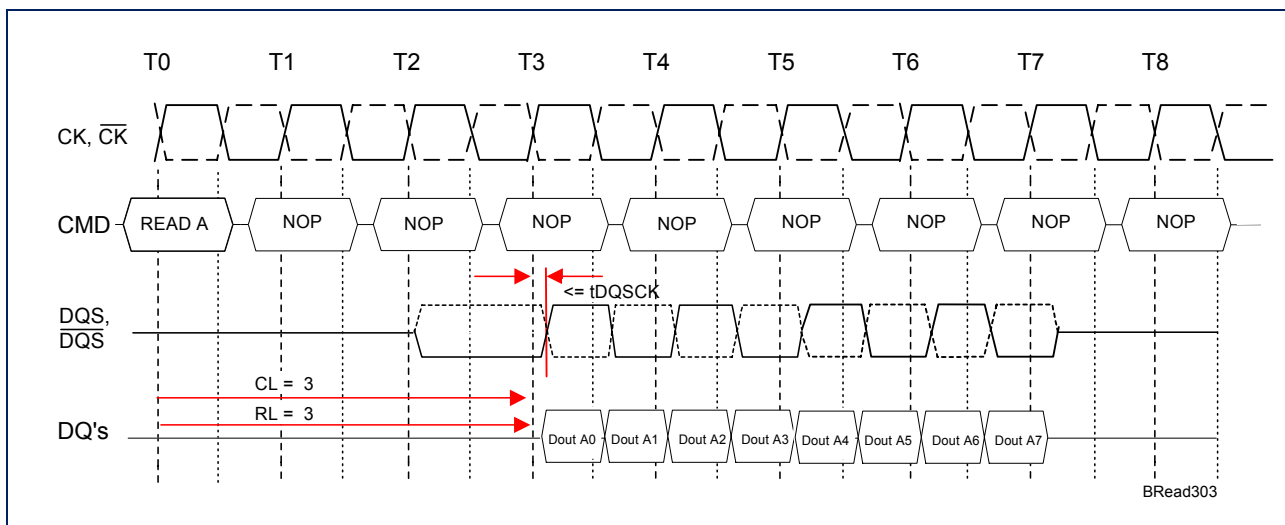 T0 T1 T2 T3 T4 T5 T6 T7 T8
CK, CK
CMD READ A NOP NOP NOP NOP NOP NOP NOP NOP
<= tDQSCK
DQS,
DQS
CL = 3
RL = 3
DQ's Dout A0 Dout A1 Dout A2 Dout A3 Dout A4 Dout A5 Dout A6 Dout A7
BRead303